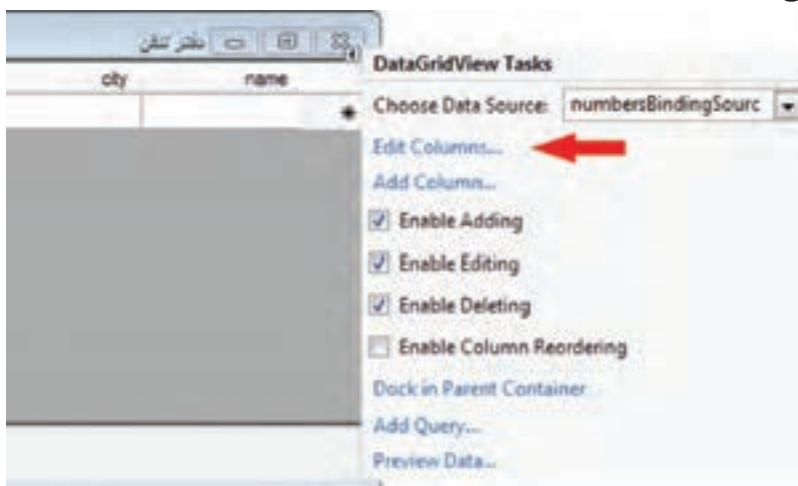 دفتر تلفن
name
city
DataGridView Tasks
Choose Data Source: numbersBindingSourc
Edit Columns...
Add Column...
Enable Adding
Enable Editing
Enable Deleting
Enable Column Reordering
Dock in Parent Container
Add Query...
Preview Data...